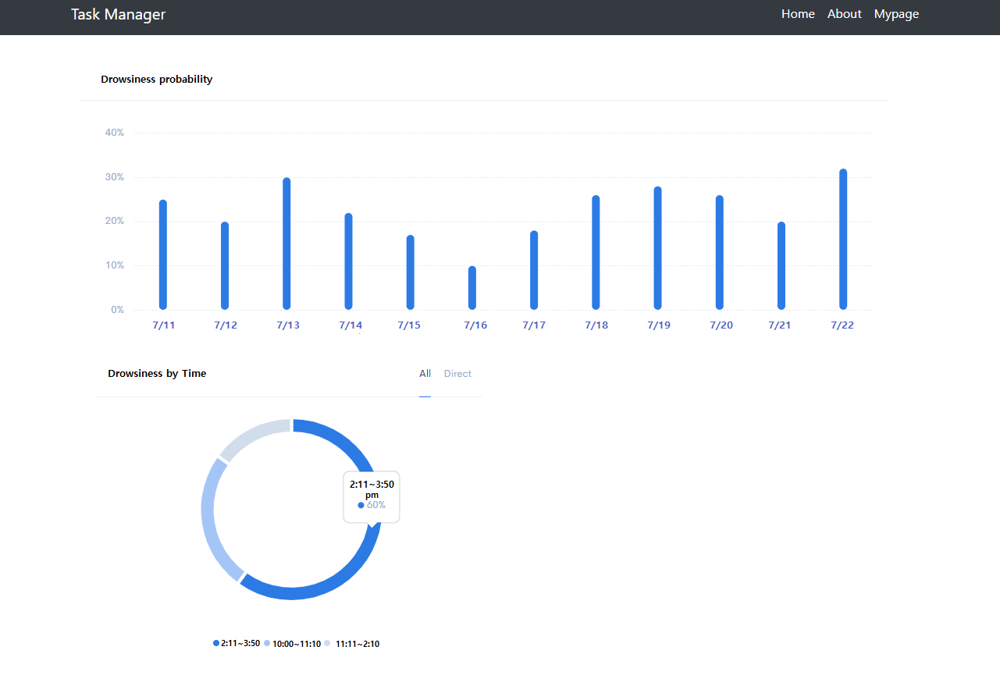 Task Manager
Home About Mypage
Drowsiness probability
40%
30%
20%
10%
0%
7/11 7/12 7/13 7/14 7/15 7/16 7/17 7/18 7/19 7/20 7/21 7/22
Drowsiness by Time
All Direct
2:11~3:50
pm
60%
2:11~3:50 10:00~11:10 11:11~2:10